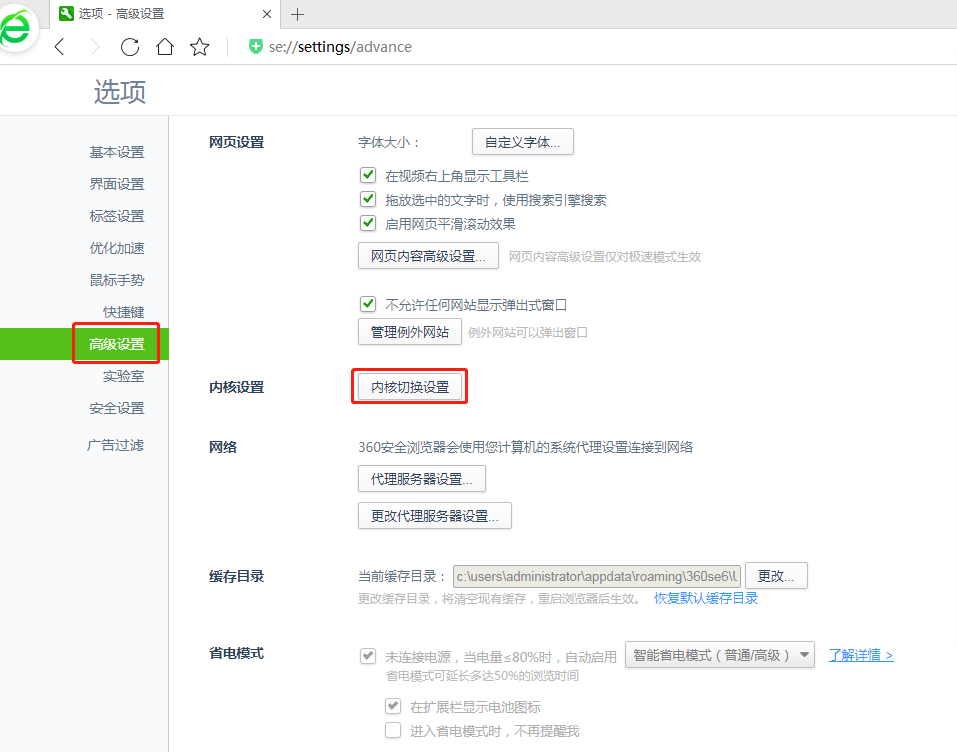 选项 - 高级设置
se://settings/advance
选项
基本设置
界面设置
标签设置
优化加速
鼠标手势
快捷键
高级设置
实验室
安全设置
广告过滤
网页设置
字体大小：
自定义字体...
在视频右上角显示工具栏
拖放选中的文字时，使用搜索引擎搜索
启用网页平滑滚动效果
网页内容高级设置...
网页内容高级设置仅对极速模式生效
不允许任何网站显示弹出式窗口
管理例外网站
例外网站可以弹出窗口
内核设置
内核切换设置
网络
360安全浏览器会使用您计算机的系统代理设置连接到网络
代理服务器设置...
更改代理服务器设置...
缓存目录
当前缓存目录：
c:\users\administrator\appdata\roaming\360se6\U
更改...
更改缓存目录，将清空现有缓存，重启浏览器后生效。
恢复默认缓存目录
省电模式
未连接电源，当电量≤80%时，自动启用
智能省电模式（普通/高级）
了解详情 >
省电模式可延长多达50%的浏览时间
在扩展栏显示电池图标
进入省电模式时，不再提醒我